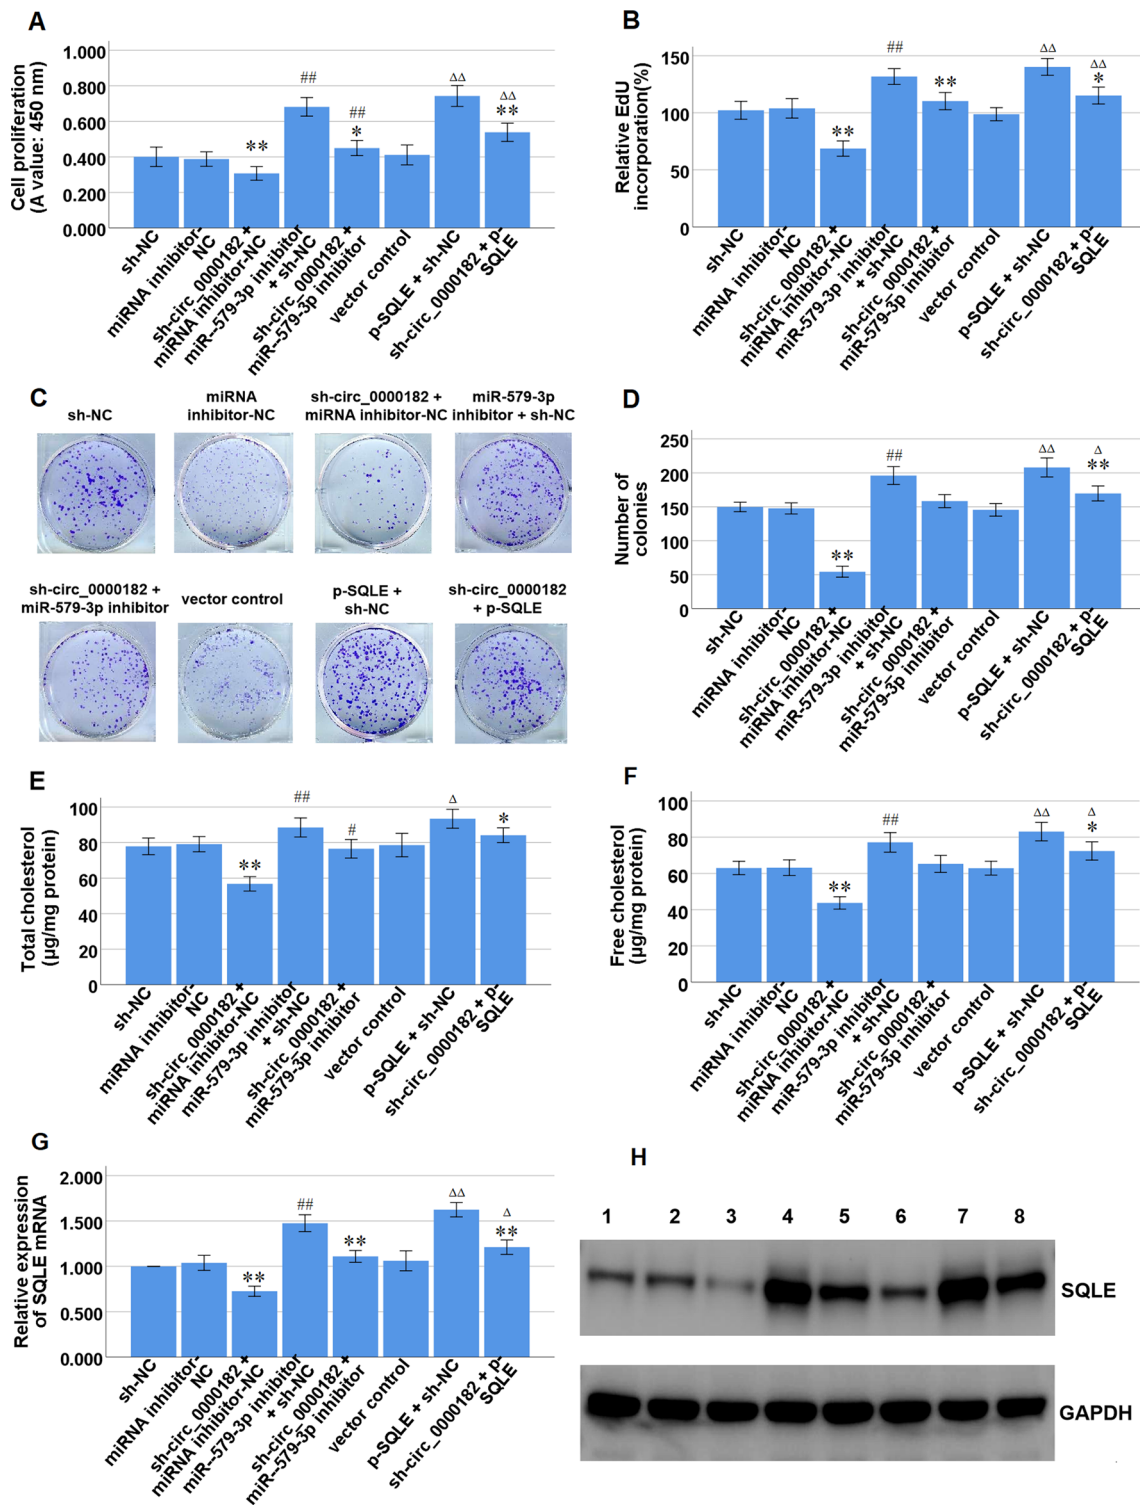 A
Cell proliferation
(A value: 450 nm)
1.000
0.800
0.600
0.400
0.200
0.000
**
##
##
*
ΔΔ
ΔΔ
**
sh-NC
miRNA inhibitor-
NC
sh-circ_0000182 +
miRNA inhibitor-NC
miR--579-3p inhibitor
+ sh-NC
sh-circ_0000182 +
miR--579-3p inhibitor
vector control
p-SQLE + sh-NC
sh-circ_0000182 + p-
SQLE
B
Relative EdU
incorporation(%)
150
100
50
0
**
##
**
ΔΔ
ΔΔ
*
sh-NC
miRNA inhibitor-
NC
sh-circ_0000182 +
miRNA inhibitor-NC
miR-579-3p inhibitor
+ sh-NC
sh-circ_0000182 +
miR-579-3p inhibitor
vector control
p-SQLE + sh-NC
sh-circ_0000182 + p-
SQLE
C
sh-NC
miRNA
inhibitor-NC
sh-circ_0000182 +
miRNA inhibitor-NC
miR-579-3p
inhibitor + sh-NC
sh-circ_0000182 +
miR-579-3p inhibitor
vector control
p-SQLE +
sh-NC
sh-circ_0000182
+ p-SQLE
D
Number of
colonies
250
200
150
100
50
0
**
##
ΔΔ
Δ
**
sh-NC
miRNA inhibitor-
NC
sh-circ_0000182 +
miRNA inhibitor-NC
miR-579-3p inhibitor
+ sh-NC
sh-circ_0000182 +
miR-579-3p inhibitor
vector control
p-SQLE + sh-NC
sh-circ_0000182 + p-
SQLE
E
Total cholesterol
(μg/mg protein)
100
80
60
40
20
0
**
##
#
Δ
*
sh-NC
miRNA inhibitor-
NC
sh-circ_0000182 +
miRNA inhibitor-NC
miR-579-3p inhibitor
+ sh-NC
sh-circ_0000182 +
miR-579-3p inhibitor
vector control
p-SQLE + sh-NC
sh-circ_0000182 + p-
SQLE
F
Free cholesterol
(μg/mg protein)
100
80
60
40
20
0
**
##
ΔΔ
Δ
*
sh-NC
miRNA inhibitor-
NC
sh-circ_0000182 +
miRNA inhibitor-NC
miR-579-3p inhibitor
+ sh-NC
sh-circ_0000182 +
miR-579-3p inhibitor
vector control
p-SQLE + sh-NC
sh-circ_0000182 + p-
SQLE
G
Relative expression
of SQLE mRNA
2.000
1.500
1.000
0.500
0.000
**
##
**
ΔΔ
Δ
**
sh-NC
miRNA inhibitor-
NC
sh-circ_0000182 +
miRNA inhibitor-NC
miR--579-3p inhibitor
+ sh-NC
sh-circ_0000182 +
miR--579-3p inhibitor
vector control
p-SQLE + sh-NC
sh-circ_0000182 + p-
SQLE
H
1 2 3 4 5 6 7 8
SQLE
GAPDH